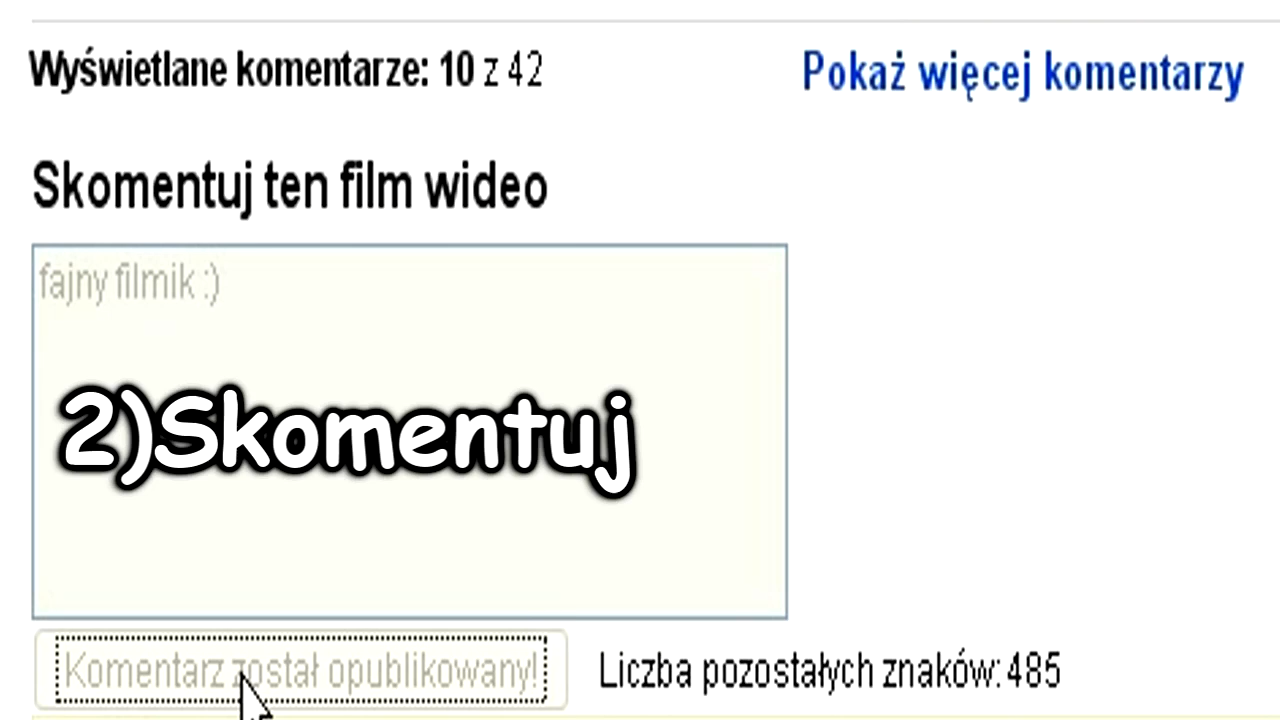 Wyświetlane komentarze: 10 z 42
Pokaż więcej komentarzy
Skomentuj ten film wideo
fajny filmik :)
2)Skomentuj
Komentarz został opublikowany!
Liczba pozostałych znaków: 485